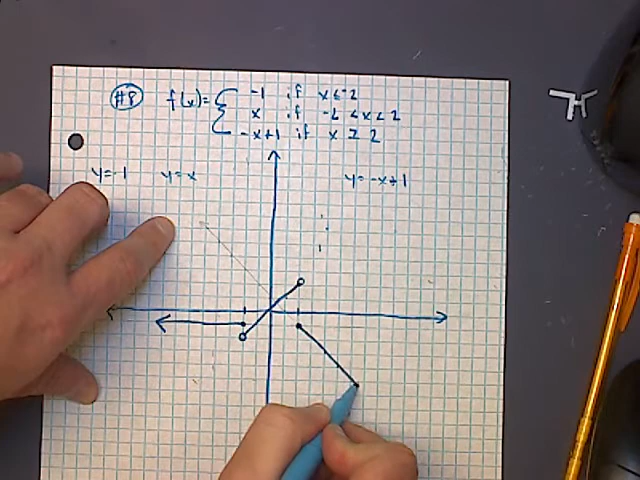 #8 f(x) = { -1 if x ≤ -2
x if -2 < x < 2
-x+1 if x ≥ 2
y=-1 y=x y=-x+1